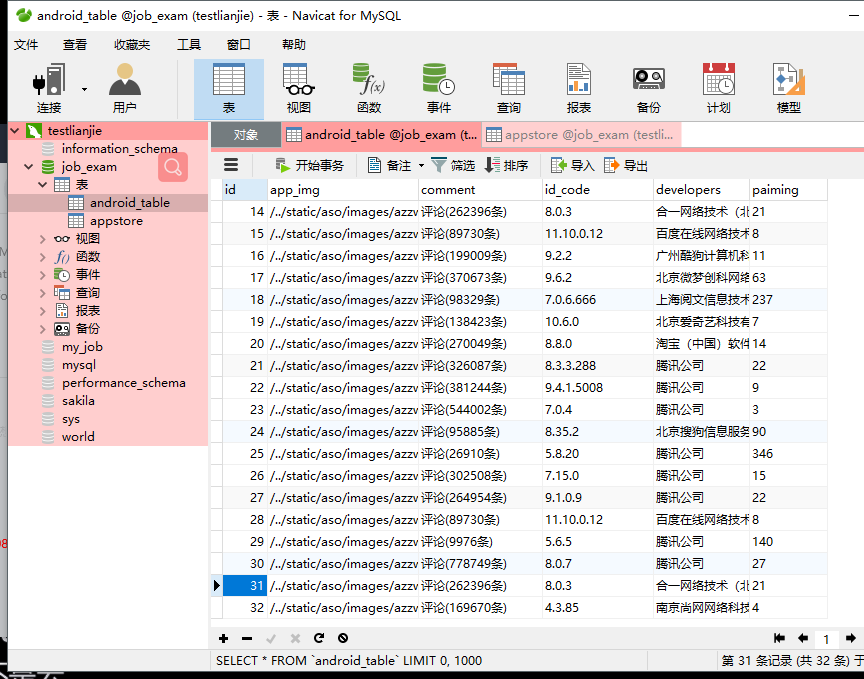 android_table @job_exam (testlianjie) - 表 - Navicat for MySQL
文件 查看 收藏夹 工具 窗口 帮助
连接 用户 表 视图 函数 事件 查询 报表 备份 计划 模型
testlianjie
information_schema
job_exam
表
android_table
appstore
视图
函数
事件
查询
报表
备份
my_job
mysql
performance_schema
sakila
sys
world
对象 android_table @job_exam (t... appstore @job_exam (testli...
开始事务 备注 筛选 排序 导入 导出
id app_img comment id_code developers paiming
14 /../static/aso/images/azzw 评论(262396条) 8.0.3 合一网络技术（北 21
15 /../static/aso/images/azzw 评论(89730条) 11.10.0.12 百度在线网络技术 8
16 /../static/aso/images/azzw 评论(199009条) 9.2.2 广州酷狗计算机科 11
17 /../static/aso/images/azzw 评论(370673条) 9.6.2 北京微梦创科网络 63
18 /../static/aso/images/azzw 评论(98329条) 7.0.6.666 上海阅文信息技术 237
19 /../static/aso/images/azzw 评论(138423条) 10.6.0 北京爱奇艺科技有 7
20 /../static/aso/images/azzw 评论(270049条) 8.8.0 淘宝（中国）软件 14
21 /../static/aso/images/azzw 评论(326087条) 8.3.3.288 腾讯公司 22
22 /../static/aso/images/azzw 评论(381244条) 9.4.1.5008 腾讯公司 9
23 /../static/aso/images/azzw 评论(544002条) 7.0.4 腾讯公司 3
24 /../static/aso/images/azzw 评论(95885条) 8.35.2 北京搜狗信息服务 90
25 /../static/aso/images/azzw 评论(26910条) 5.8.20 腾讯公司 346
26 /../static/aso/images/azzw 评论(302508条) 7.15.0 腾讯公司 15
27 /../static/aso/images/azzw 评论(264954条) 9.1.0.9 腾讯公司 22
28 /../static/aso/images/azzw 评论(89730条) 11.10.0.12 百度在线网络技术 8
29 /../static/aso/images/azzw 评论(9976条) 5.6.5 腾讯公司 140
30 /../static/aso/images/azzw 评论(778749条) 8.0.7 腾讯公司 27
31 /../static/aso/images/azzw 评论(262396条) 8.0.3 合一网络技术（北 21
32 /../static/aso/images/azzw 评论(169670条) 4.3.85 南京尚网网络科技 4
1
SELECT * FROM `android_table` LIMIT 0, 1000 第 31 条记录 (共 32 条) 于